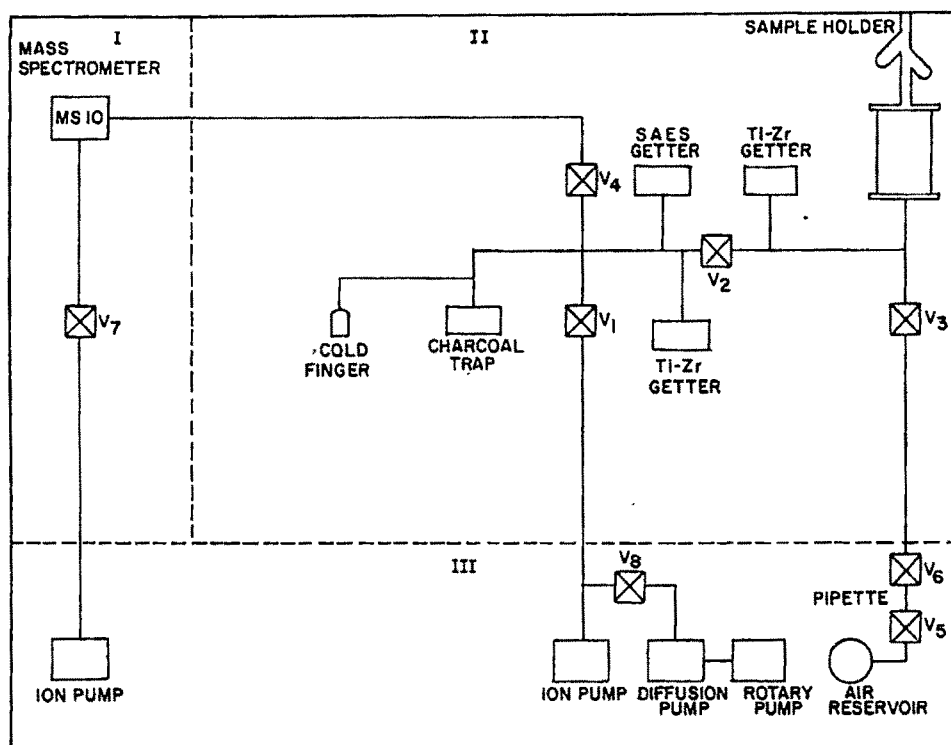 I
MASS
SPECTROMETER
MS 10
V7
ION PUMP
II
SAMPLE HOLDER
SAES
GETTER
Ti-Zr
GETTER
V4
V2
V1
V3
COLD
FINGER
CHARCOAL
TRAP
Ti-Zr
GETTER
III
V8
V6
PIPETTE
V5
ION PUMP
DIFFUSION
PUMP
ROTARY
PUMP
AIR
RESERVOIR